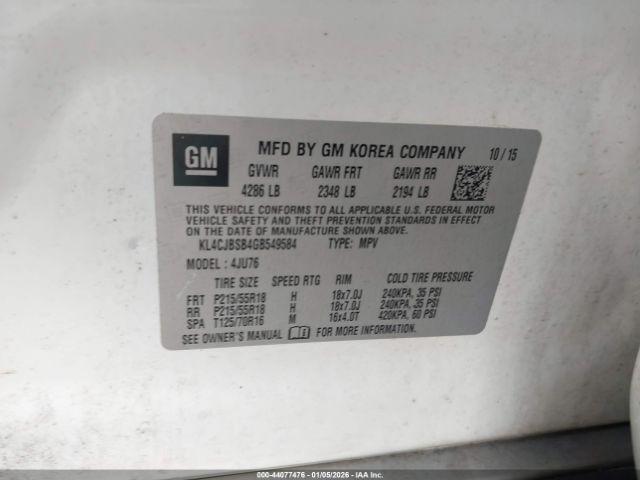 GM MFD BY GM KOREA COMPANY 10 / 15
GVWR GAWR FRT GAWR RR
4286 LB 2348 LB 2194 LB
THIS VEHICLE CONFORMS TO ALL APPLICABLE U.S. FEDERAL MOTOR
VEHICLE SAFETY AND THEFT PREVENTION STANDARDS IN EFFECT
ON THE DATE OF MANUFACTURE SHOWN ABOVE.
KL4CJBSB4GB549584 TYPE: MPV
MODEL : 4JU76
TIRE SIZE SPEED RTG RIM COLD TIRE PRESSURE
FRT P215/55R18 H 18x7.0J 240KPA, 35 PSI
RR P215/55R18 H 18x7.0J 240KPA, 35 PSI
SPA T125/70R16 M 16x4.0T 420KPA, 60 PSI
SEE OWNER'S MANUAL FOR MORE INFORMATION.
000-44077476 - 01/05/2026 - IAA Inc.